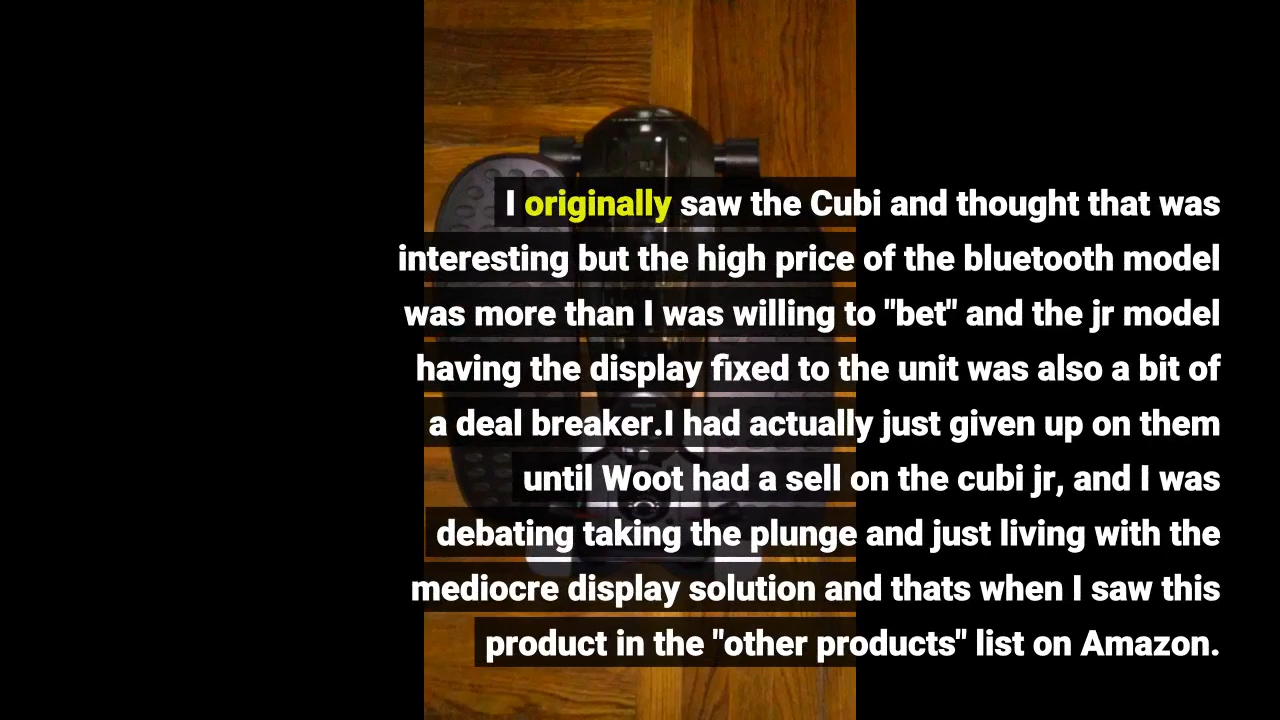 I originally saw the Cubi and thought that was
interesting but the high price of the bluetooth model
was more than I was willing to "bet" and the jr model
having the display fixed to the unit was also a bit of
a deal breaker.I had actually just given up on them
until Woot had a sell on the cubi jr, and I was
debating taking the plunge and just living with the
mediocre display solution and thats when I saw this
product in the "other products" list on Amazon.